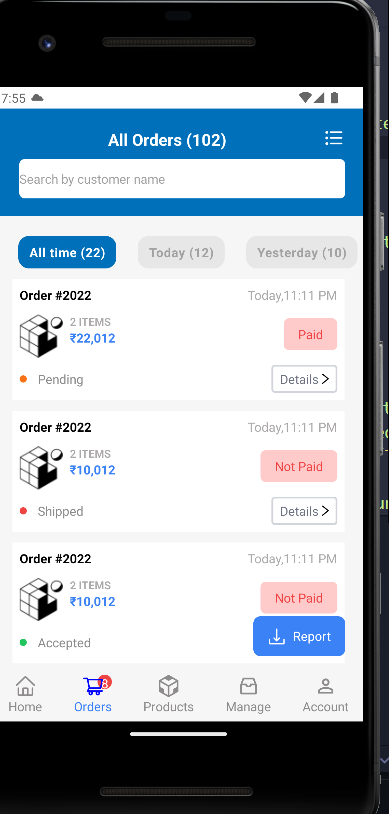 7:55
All Orders (102)
Search by customer name
All time (22) Today (12) Yesterday (10)
Order #2022 Today,11:11 PM
2 ITEMS
₹22,012
Paid
Pending Details
Order #2022 Today,11:11 PM
2 ITEMS
₹10,012
Not Paid
Shipped Details
Order #2022 Today,11:11 PM
2 ITEMS
₹10,012
Not Paid
Accepted
Report
8
Home Orders Products Manage Account